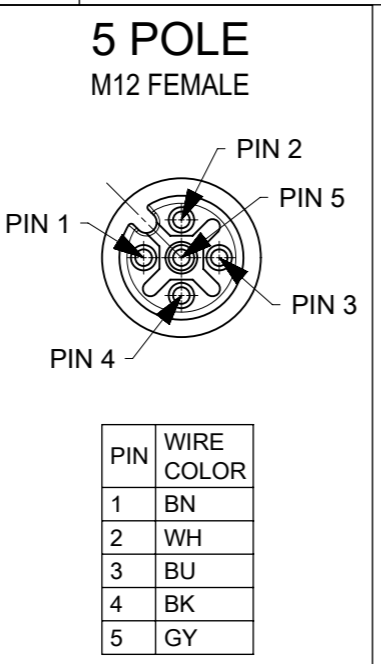 5 POLE
M12 FEMALE
PIN 2
PIN 5
PIN 1
PIN 3
PIN 4
PIN WIRE COLOR
1 BN
2 WH
3 BU
4 BK
5 GY